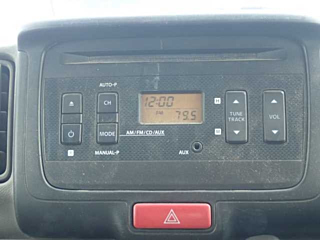 AUTO-P
CH
12:00
FM 79.5
TUNE
TRACK
VOL
MODE
AM/FM/CD/AUX
MANUAL-P
AUX